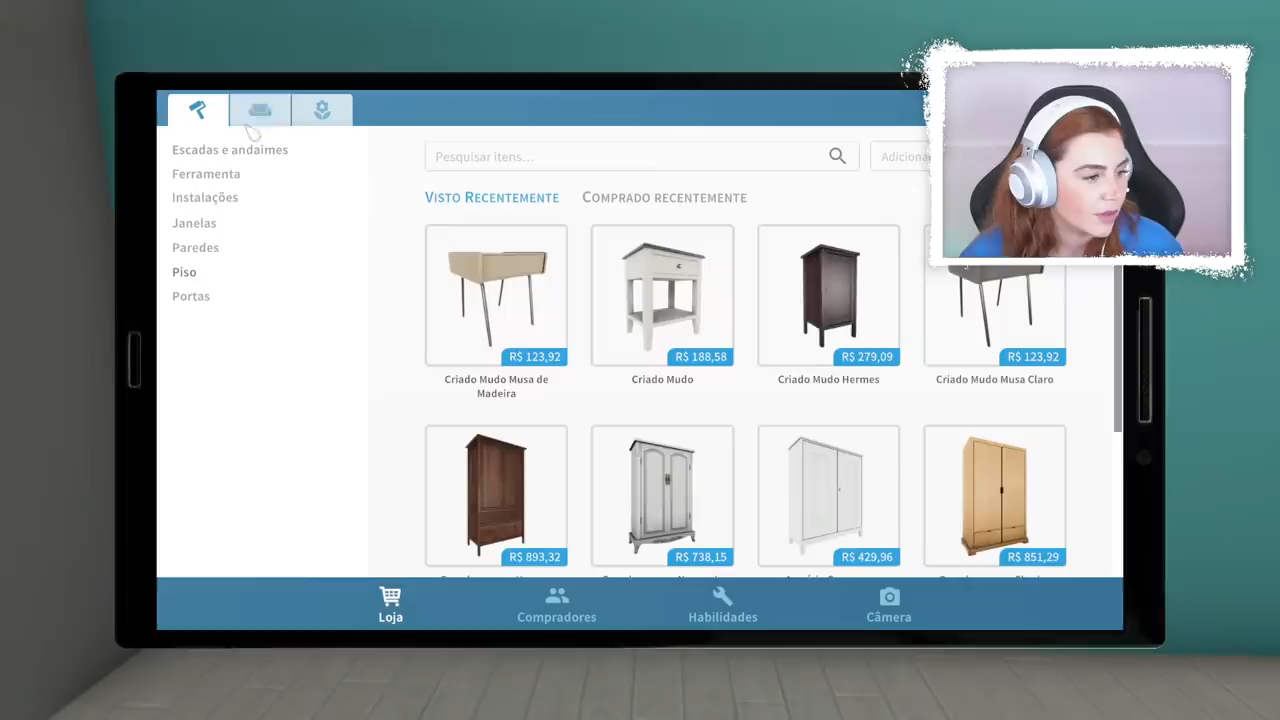 Escadas e andaimes
Ferramenta
Instalações
Janelas
Paredes
Piso
Portas
Pesquisar itens...
VISTO RECENTEMENTE
COMPRADO RECENTEMENTE
R$ 123,92
R$ 188,58
R$ 279,09
R$ 123,92
Criado Mudo Musa de
Madeira
Criado Mudo
Criado Mudo Hermes
Criado Mudo Musa Claro
R$ 893,32
R$ 738,15
R$ 429,96
R$ 851,29
Loja
Compradores
Habilidades
Câmera